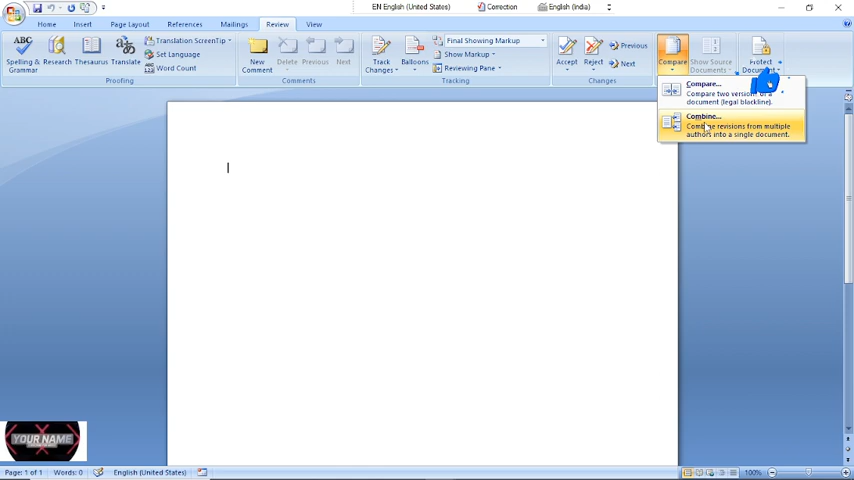 EN English (United States) Correction English (India)
Home Insert Page Layout References Mailings Review View
ABC
Spelling & Grammar Research Thesaurus Translate
Translation ScreenTip
Set Language
ABC 123 Word Count
New Comment Delete Previous Next
Track Changes Balloons
Final Showing Markup
Show Markup
Reviewing Pane
Accept Reject
Previous
Next
Compare Show Source Documents Protect Document
Proofing Comments Tracking Changes
Compare...
Compare two versions of a
document (legal blackline).
Combine...
Combine revisions from multiple
authors into a single document.
YOUR NAME
Page: 1 of 1 Words: 0 English (United States) 100%